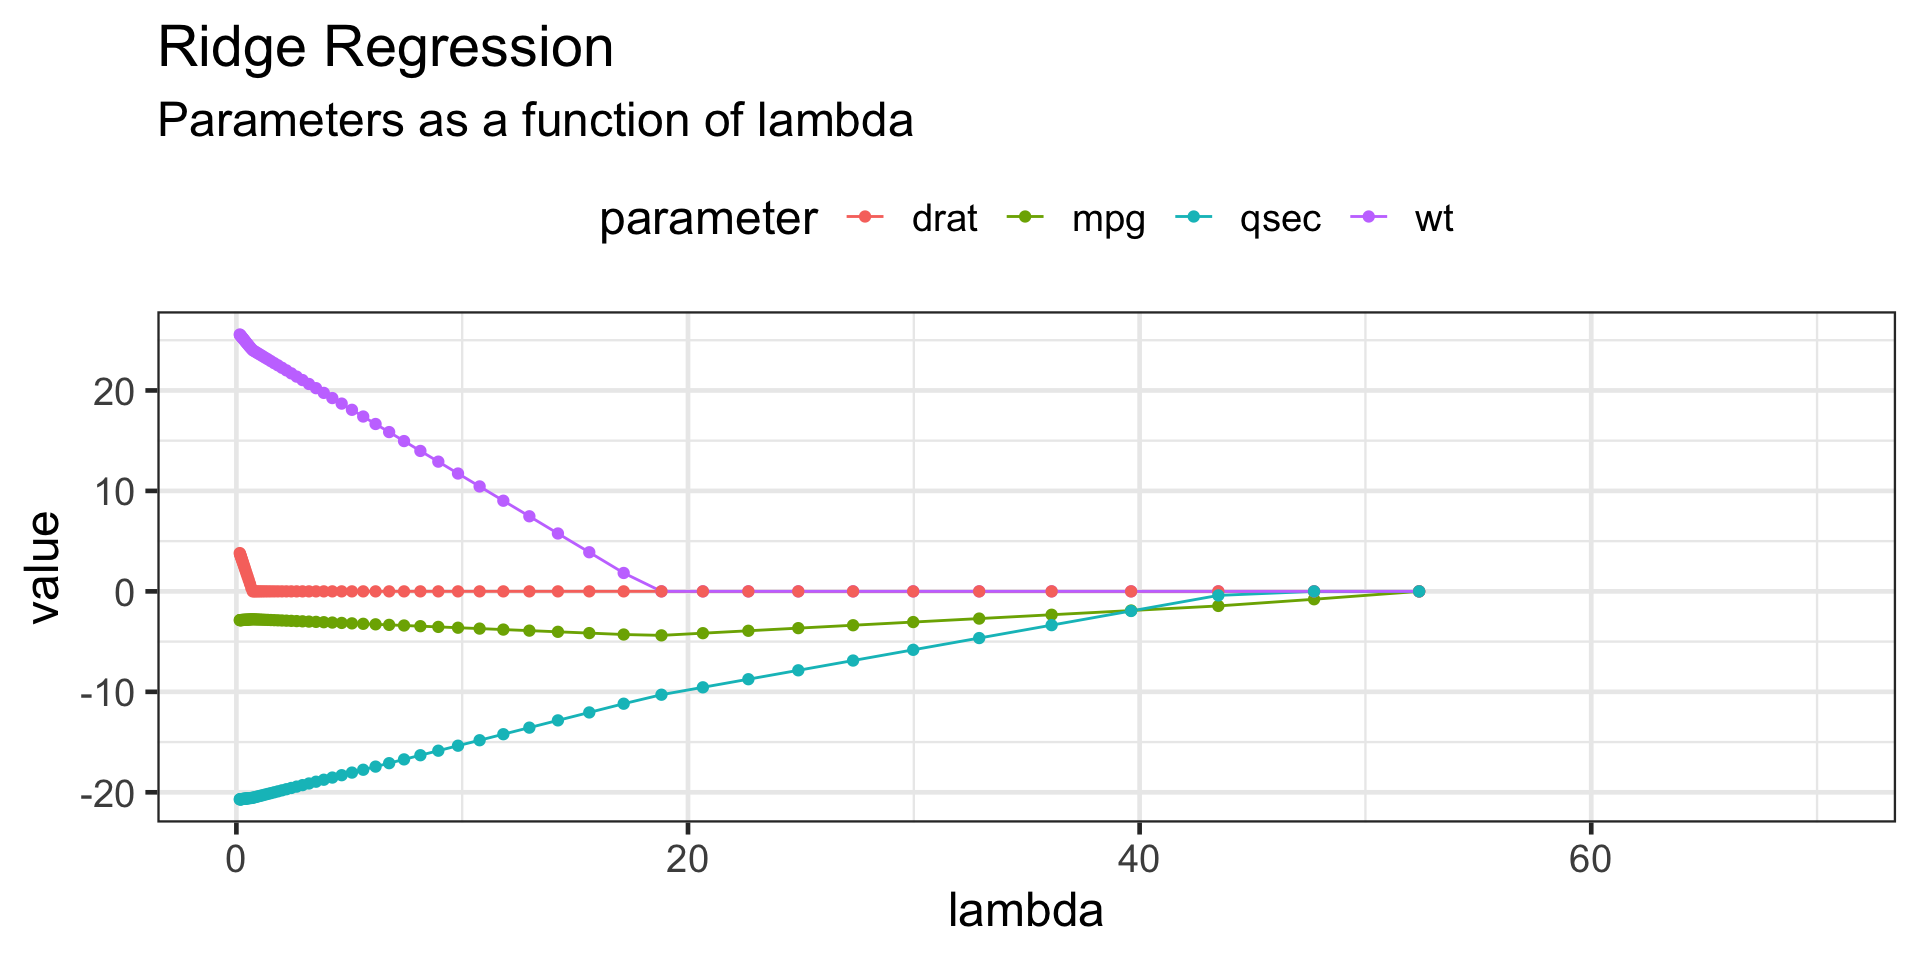 Ridge Regression
Parameters as a function of lambda
parameter drat mpg qsec wt
value
20
10
0
-10
-20
0 20 40 60
lambda